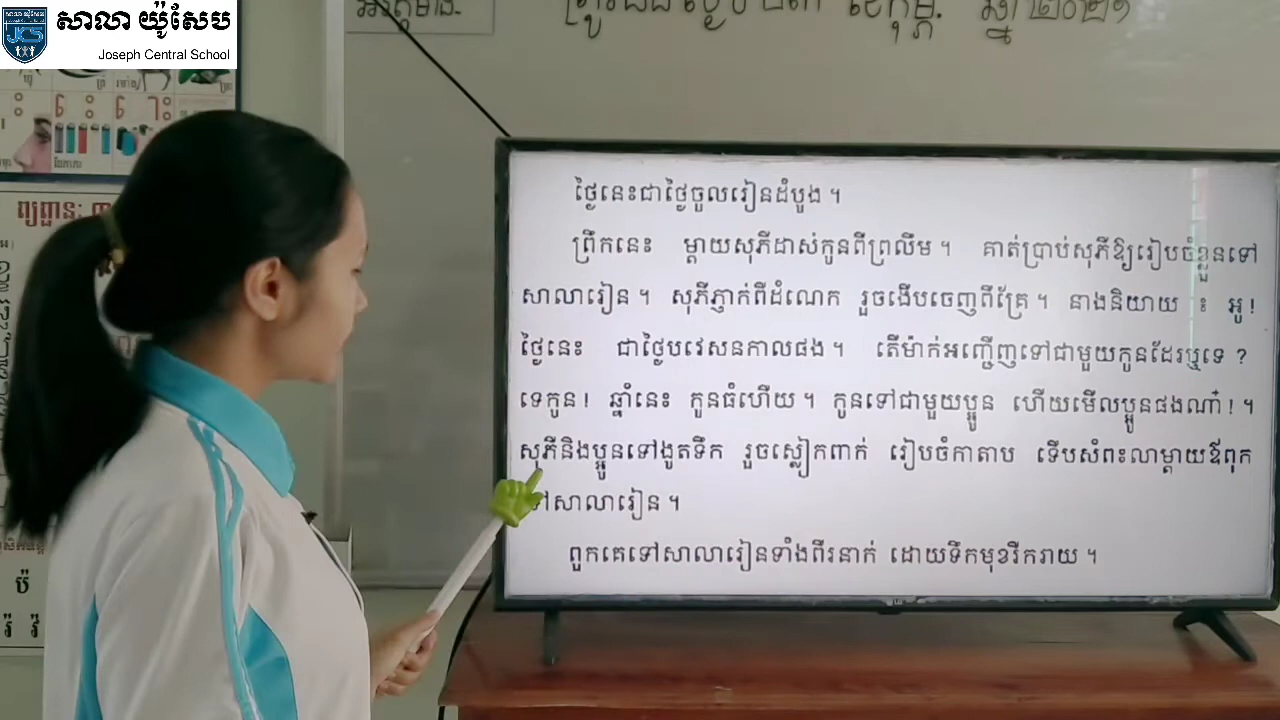 សាលា យ៉ូសែប
Joseph Central School
ថ្ងៃនេះជាថ្ងៃចូលរៀនដំបូង ។
ព្រឹកនេះ ម្ដាយសុភីដាស់កូនពីព្រលឹម ។ គាត់ប្រាប់សុភីឱ្យរៀបចំខ្លួនទៅ
សាលារៀន ។ សុភីភ្ញាក់ពីដំណេក រួចងើបចេញពីគ្រែ ។ នាងនិយាយ ៖ អូ !
ថ្ងៃនេះ ជាថ្ងៃបវេសនកាលផង ។ តើម៉ាក់អញ្ជើញទៅជាមួយកូនដែរឬទេ ?
ទេកូន ! ឆ្នាំនេះ កូនធំហើយ ។ កូនទៅជាមួយប្អូន ហើយមើលប្អូនផងណា៎ ! ។
សុភីនិងប្អូនទៅងូតទឹក រួចស្លៀកពាក់ រៀបចំកាតាប ទើបសំពះលាម្ដាយឪពុក
ទៅសាលារៀន ។
ពួកគេទៅសាលារៀនទាំងពីរនាក់ ដោយទឹកមុខរីករាយ ។